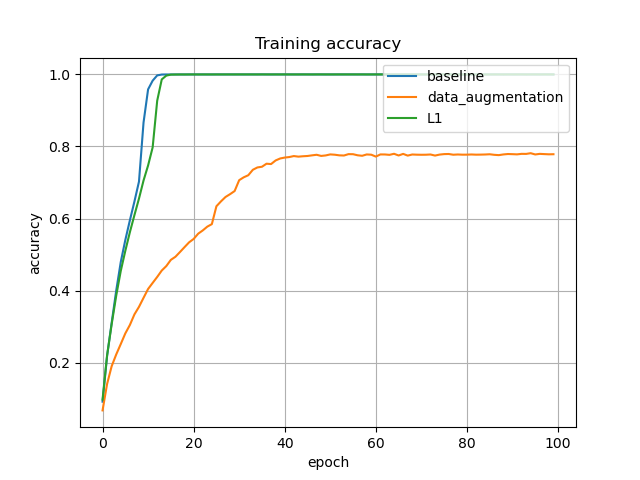 Training accuracy
1.0
0.8
0.6
0.4
0.2
accuracy
baseline
data_augmentation
L1
0 20 40 60 80 100
epoch